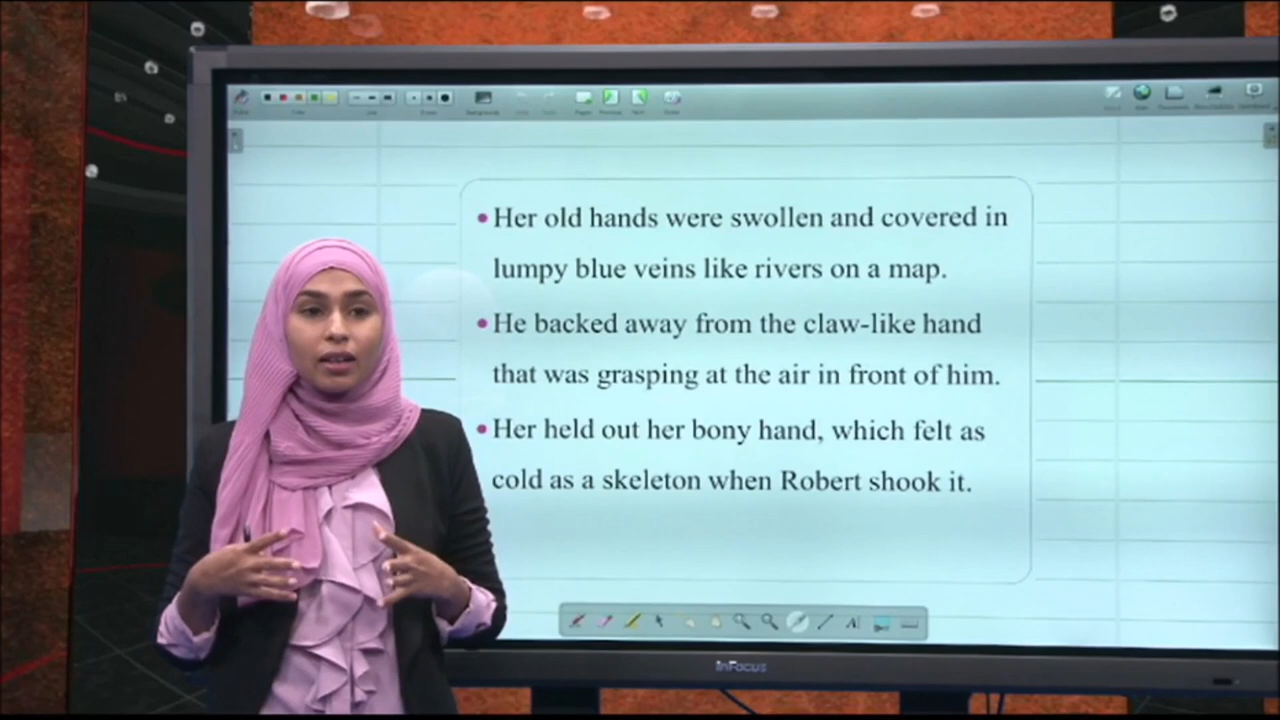 • Her old hands were swollen and covered in
lumpy blue veins like rivers on a map.
• He backed away from the claw-like hand
that was grasping at the air in front of him.
• Her held out her bony hand, which felt as
cold as a skeleton when Robert shook it.
A
InFocus